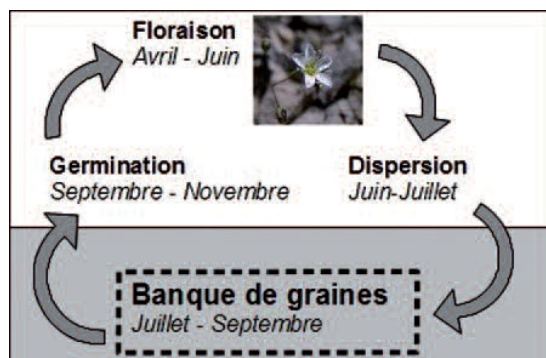 Floraison
Avril - Juin
Germination
Septembre - Novembre
Dispersion
Juin-Juillet
Banque de graines
Juillet - Septembre